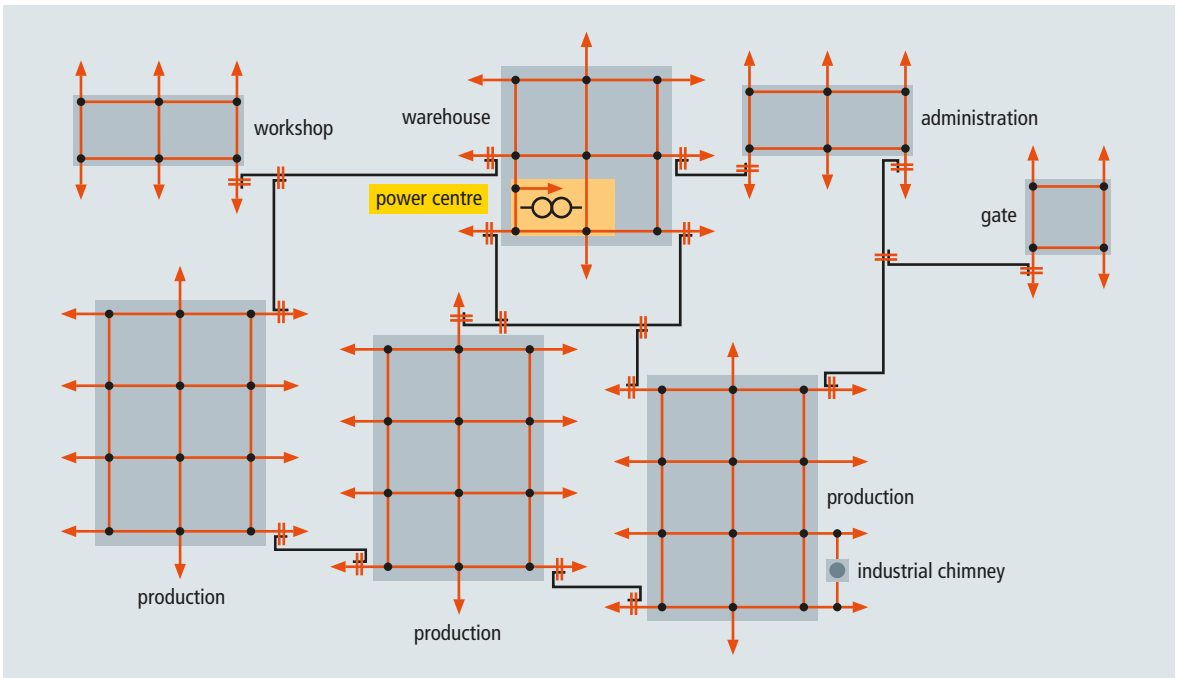 workshop
warehouse
administration
power centre
gate
production
industrial chimney
production
production